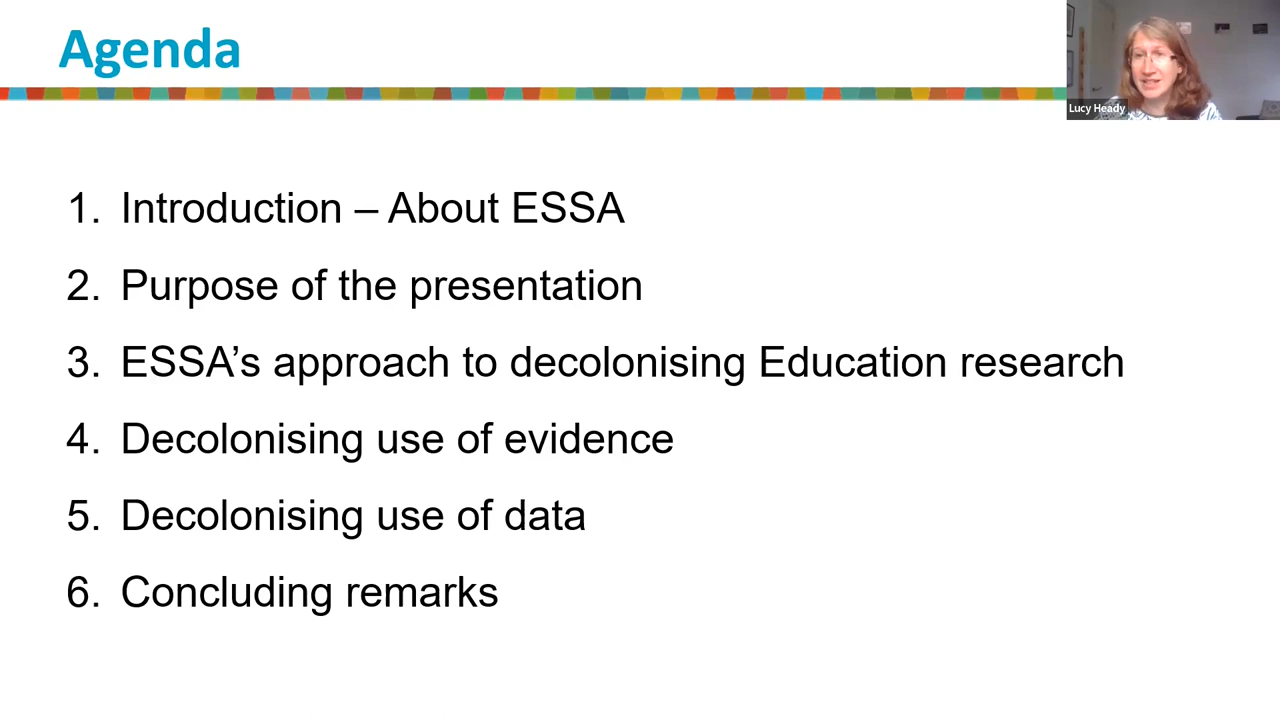 Agenda
Lucy Heady
1. Introduction – About ESSA
2. Purpose of the presentation
3. ESSA’s approach to decolonising Education research
4. Decolonising use of evidence
5. Decolonising use of data
6. Concluding remarks